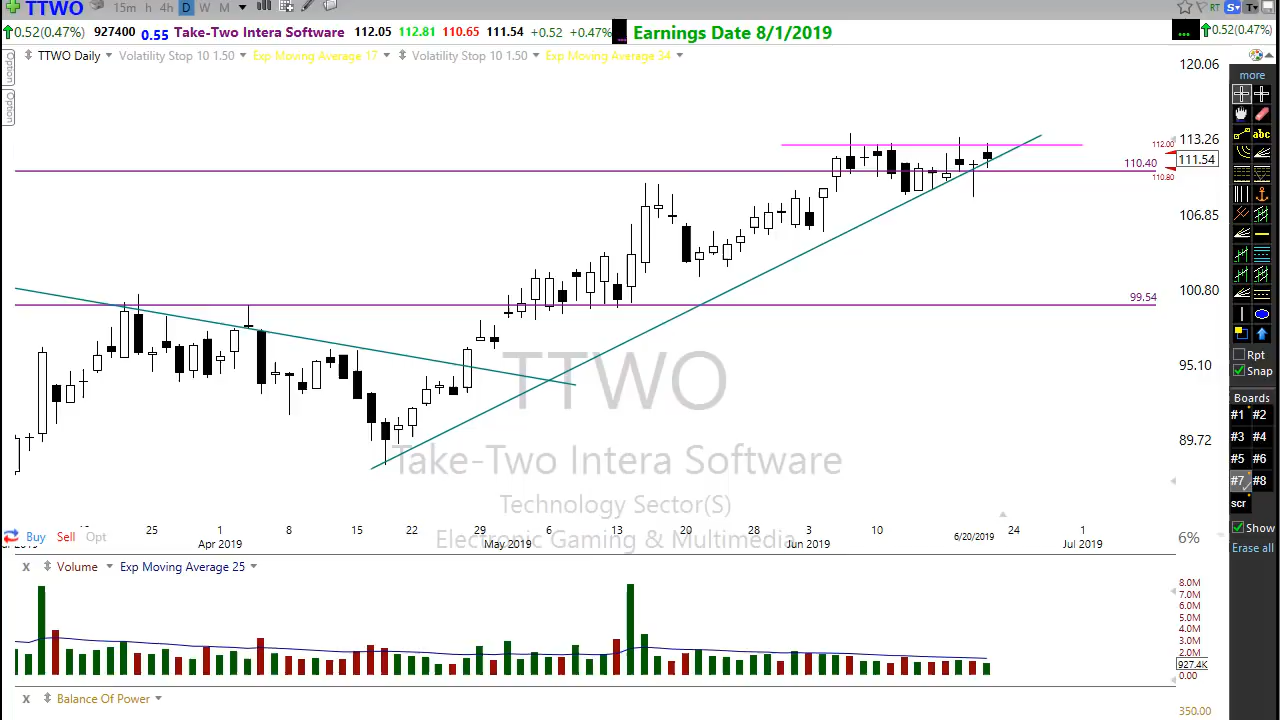 TTWO 15m h 4h D W M RT S T
0.52(0.47%) 927400 0.55 Take-Two Intera Software 112.05 112.81 110.65 111.54 +0.52 +0.47% ... Earnings Date 8/1/2019 ... 0.52(0.47%)
TTWO Daily Volatility Stop 10 1.50 Exp Moving Average 17 Volatility Stop 10 1.50 Exp Moving Average 34
Option
Option
120.06
113.26
112.00
111.54
110.40
110.80
106.85
99.54
100.80
95.10
89.72
TTWO
Take-Two Intera Software
Technology Sector(S)
Electronic Gaming & Multimedia
25 1 8 15 22 29 6 13 20 28 3 10 24 1
Apr 2019 May 2019 Jun 2019 6/20/2019 Jul 2019
Buy Sell Opt
6%
x Volume Exp Moving Average 25
8.0M
7.0M
6.0M
5.0M
4.0M
3.0M
2.0M
927.4K
0.00
x Balance Of Power
350.00
more
abc
Rpt
Snap
Boards
#1 #2
#3 #4
#5 #6
#7 #8
scr
Show
Erase all